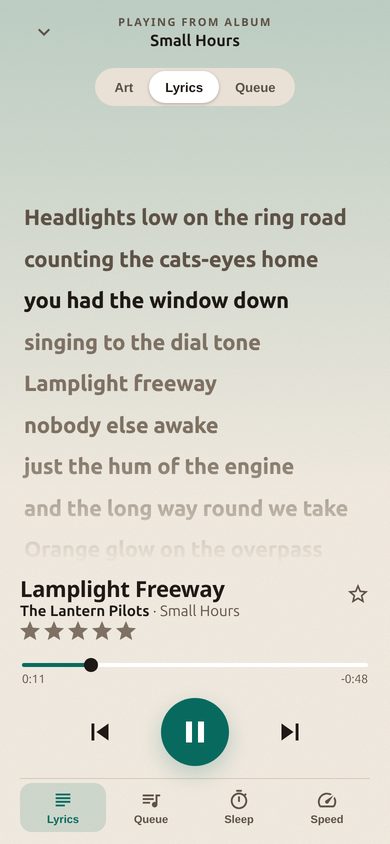 PLAYING FROM ALBUM
Small Hours
Art Lyrics Queue
Headlights low on the ring road
counting the cats-eyes home
you had the window down
singing to the dial tone
Lamplight freeway
nobody else awake
just the hum of the engine
and the long way round we take
Orange glow on the overpass
Lamplight Freeway
The Lantern Pilots · Small Hours
0:11 -0:48
Lyrics Queue Sleep Speed